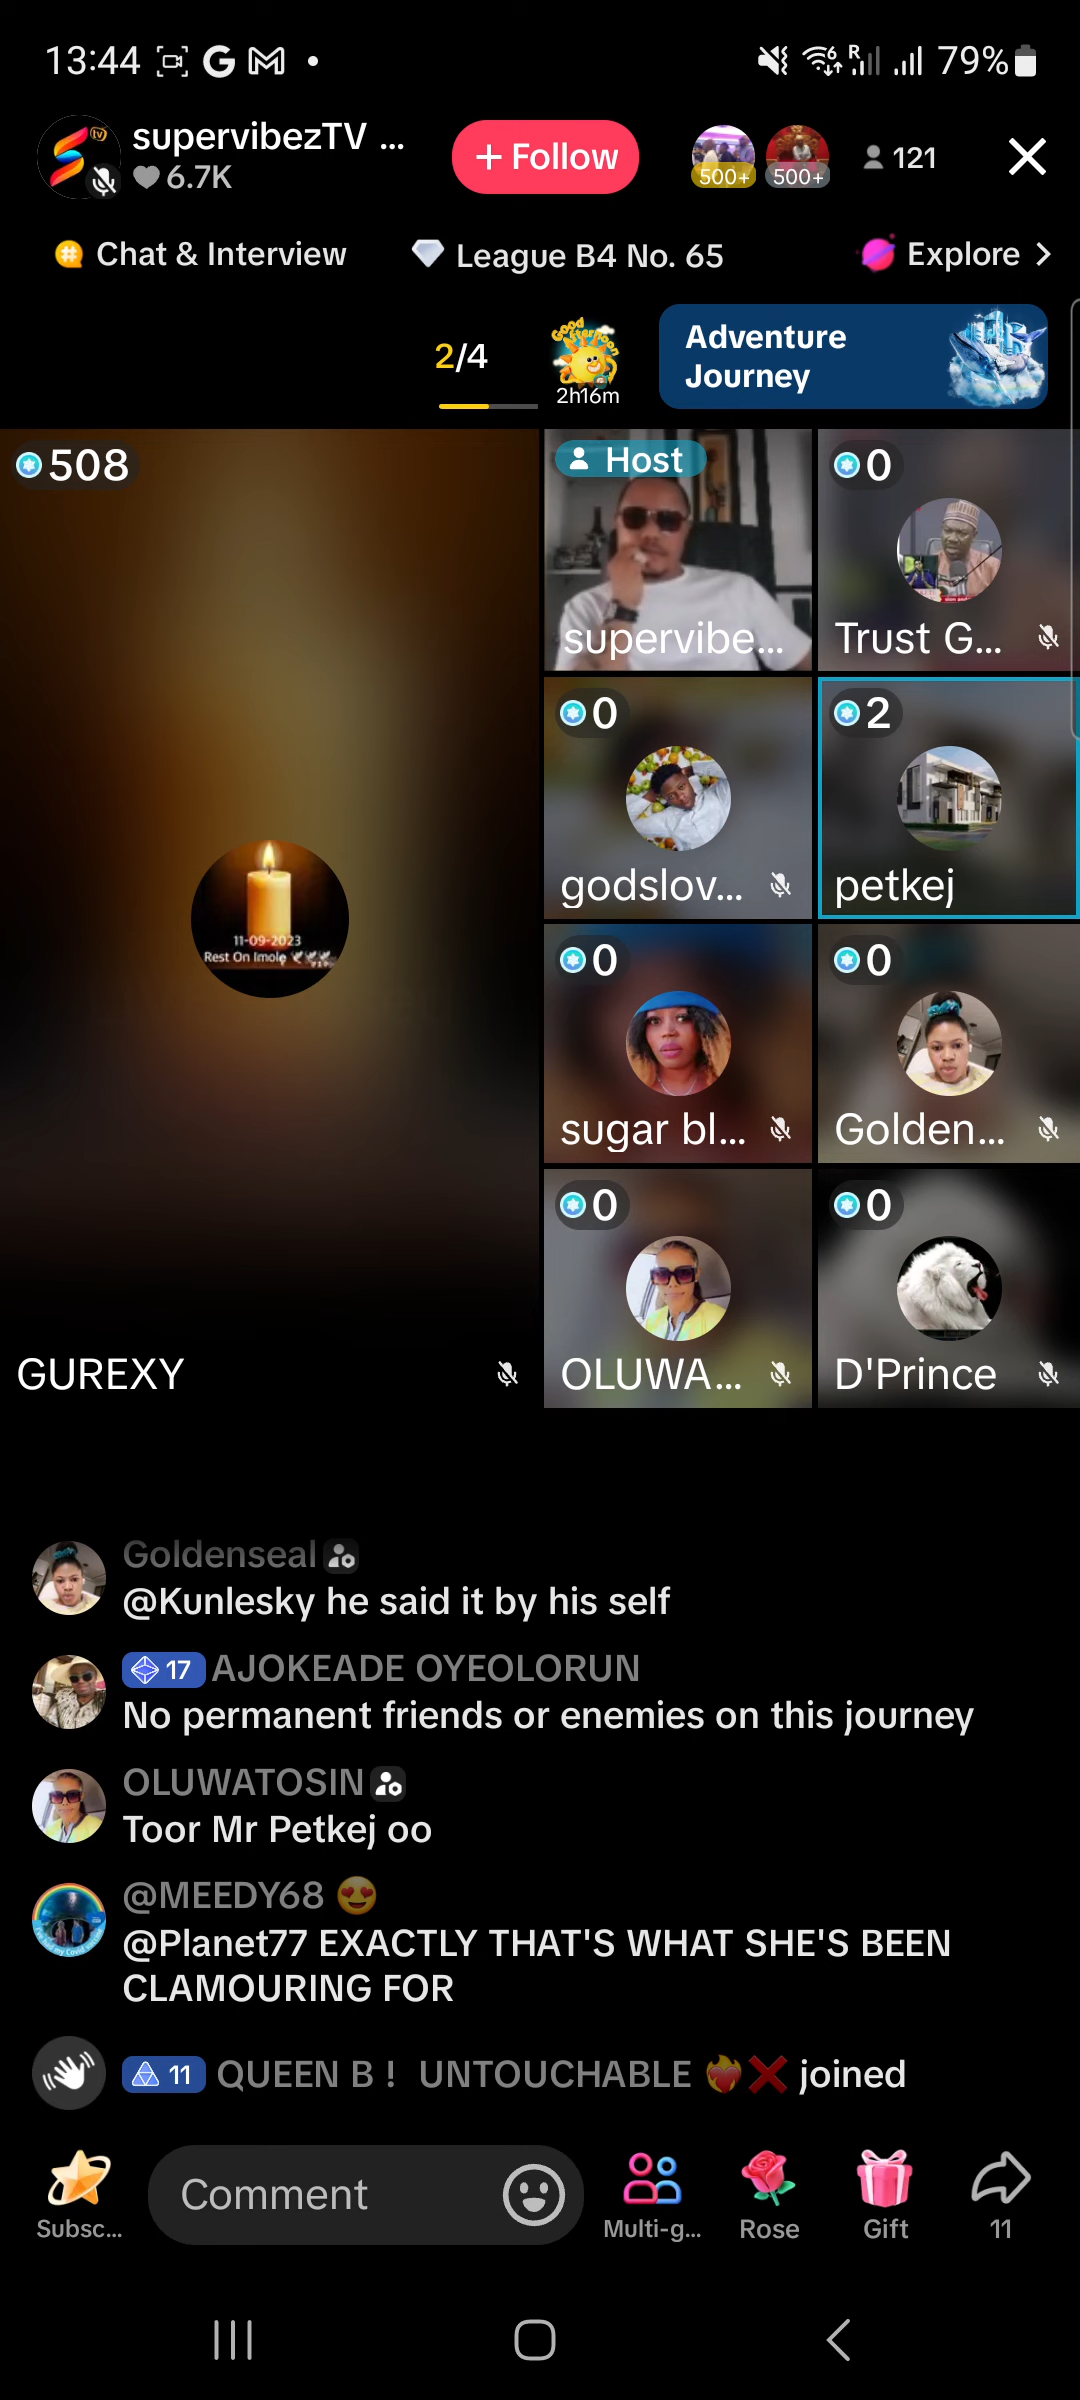 13:44
79%
supervibezTV ...
6.7K
+ Follow
500+
500+
121
Chat & Interview
League B4 No. 65
Explore >
2/4
Good Afternoon
2h16m
Adventure
Journey
508
Host
supervibe...
0
Trust G...
0
godslov...
2
petkej
11-09-2023
Rest On Imole
0
sugar bl...
0
Golden...
0
OLUWA...
0
D'Prince
GUREXY
Goldenseal
@Kunlesky he said it by his self
17 AJOKEADE OYEOLORUN
No permanent friends or enemies on this journey
OLUWATOSIN
Toor Mr Petkej oo
@MEEDY68 😍
@Planet77 EXACTLY THAT'S WHAT SHE'S BEEN
CLAMOURING FOR
11 QUEEN B ! UNTOUCHABLE ❤️‍🔥❌ joined
Subsc...
Comment
Multi-g...
Rose
Gift
11